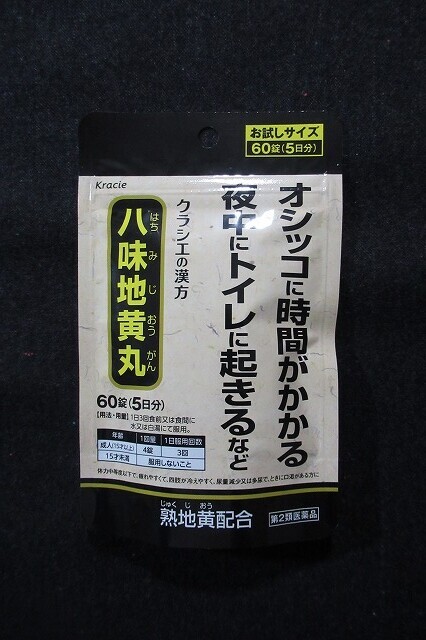 お試しサイズ
60錠(5日分)
Kracie
オシッコに時間がかかる
夜中にトイレに起きるなど
クラシエの漢方
はちみじおうがん
八味地黄丸
60錠(5日分)
【用法・用量】1日3回食前又は食間に
水又は白湯にて服用。
年齢 1回量 1日服用回数
成人(15才以上) 4錠 3回
15才未満 服用しないこと
体力中等度以下で、疲れやすくて、四肢が冷えやすく、尿量減少又は多尿で、ときに口渇がある方に
じゅくじおう
熟地黄配合
第2類医薬品